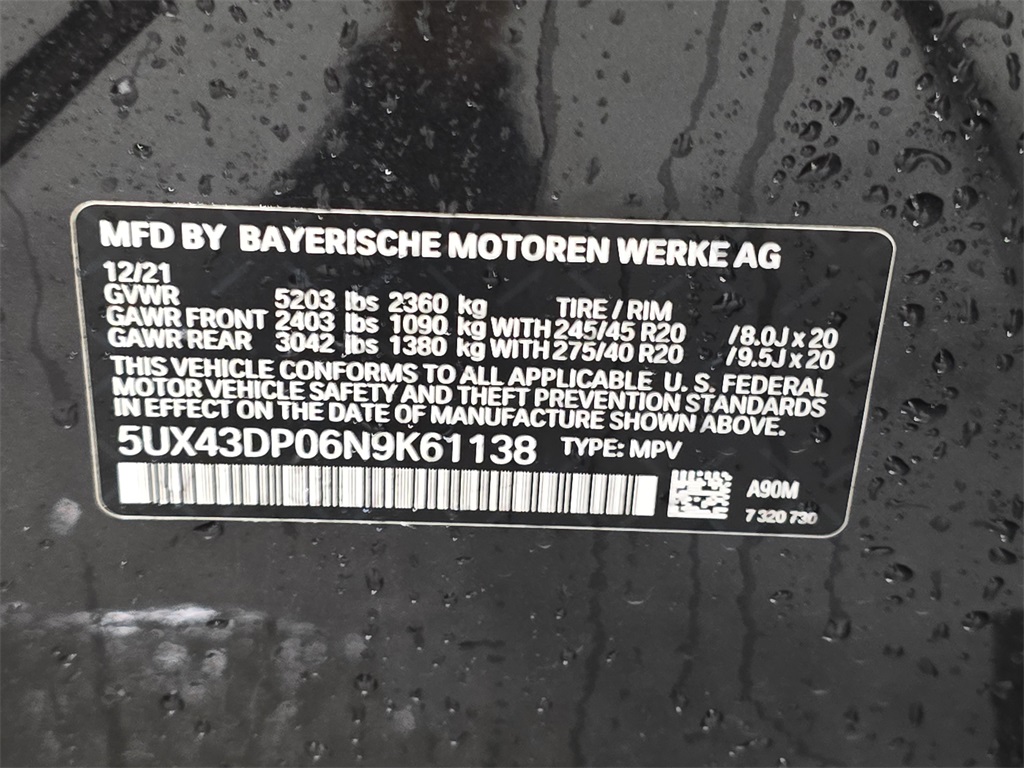 MFD BY BAYERISCHE MOTOREN WERKE AG
12/21
GVWR 5203 lbs 2360 kg TIRE / RIM
GAWR FRONT 2403 lbs 1090 kg WITH 245/45 R20 /8.0J x 20
GAWR REAR 3042 lbs 1380 kg WITH 275/40 R20 /9.5J x 20
THIS VEHICLE CONFORMS TO ALL APPLICABLE U. S. FEDERAL
MOTOR VEHICLE SAFETY AND THEFT PREVENTION STANDARDS
IN EFFECT ON THE DATE OF MANUFACTURE SHOWN ABOVE.
5UX43DP06N9K61138 TYPE: MPV
A90M
7 320 730